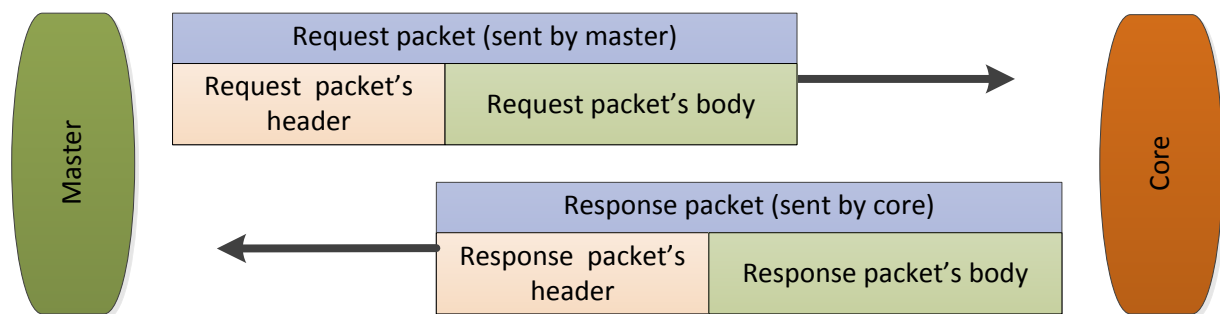 Master
Request packet (sent by master)
Request packet's
header
Request packet's body
Core
Response packet (sent by core)
Response packet's
header
Response packet's body